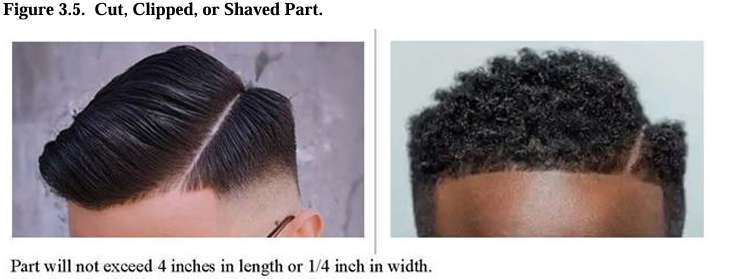 Figure 3.5. Cut, Clipped, or Shaved Part.
Part will not exceed 4 inches in length or 1/4 inch in width.